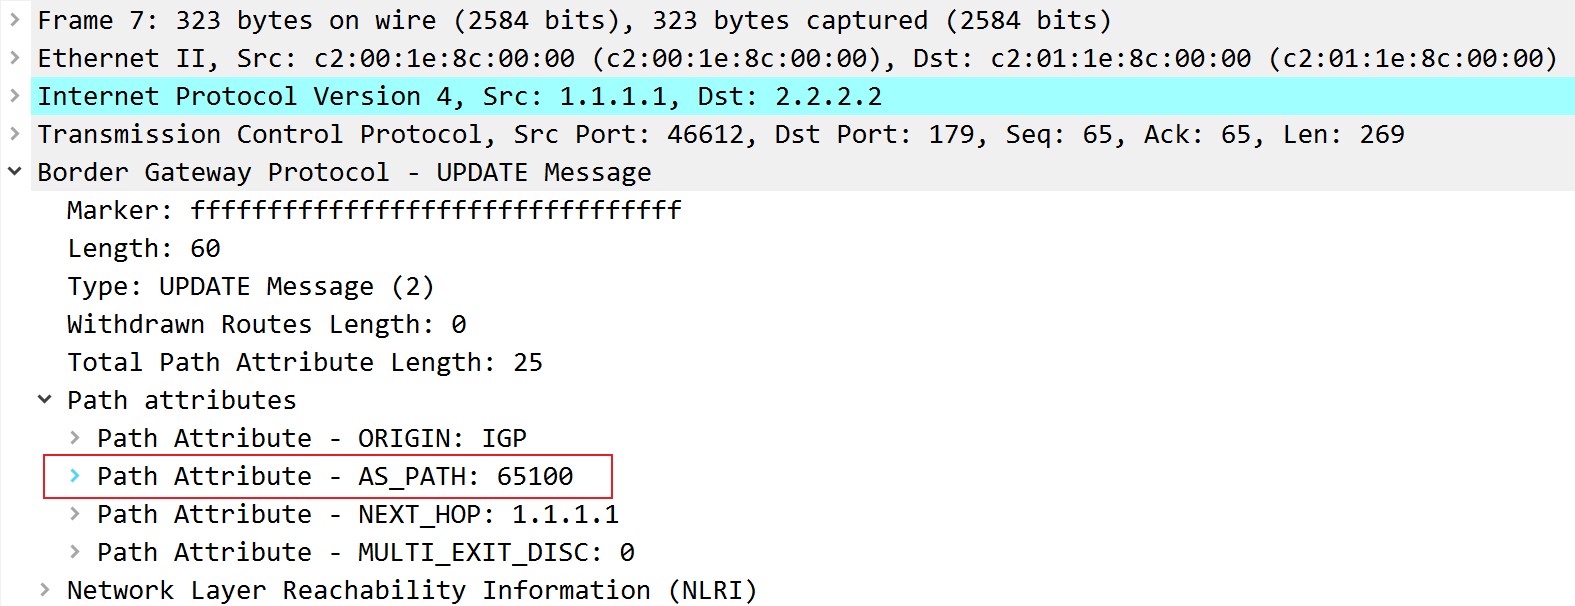 Frame 7: 323 bytes on wire (2584 bits), 323 bytes captured (2584 bits)
Ethernet II, Src: c2:00:1e:8c:00:00 (c2:00:1e:8c:00:00), Dst: c2:01:1e:8c:00:00 (c2:01:1e:8c:00:00)
Internet Protocol Version 4, Src: 1.1.1.1, Dst: 2.2.2.2
Transmission Control Protocol, Src Port: 46612, Dst Port: 179, Seq: 65, Ack: 65, Len: 269
Border Gateway Protocol - UPDATE Message
Marker: ffffffffffffffffffffffffffffffff
Length: 60
Type: UPDATE Message (2)
Withdrawn Routes Length: 0
Total Path Attribute Length: 25
Path attributes
Path Attribute - ORIGIN: IGP
Path Attribute - AS_PATH: 65100
Path Attribute - NEXT_HOP: 1.1.1.1
Path Attribute - MULTI_EXIT_DISC: 0
Network Layer Reachability Information (NLRI)